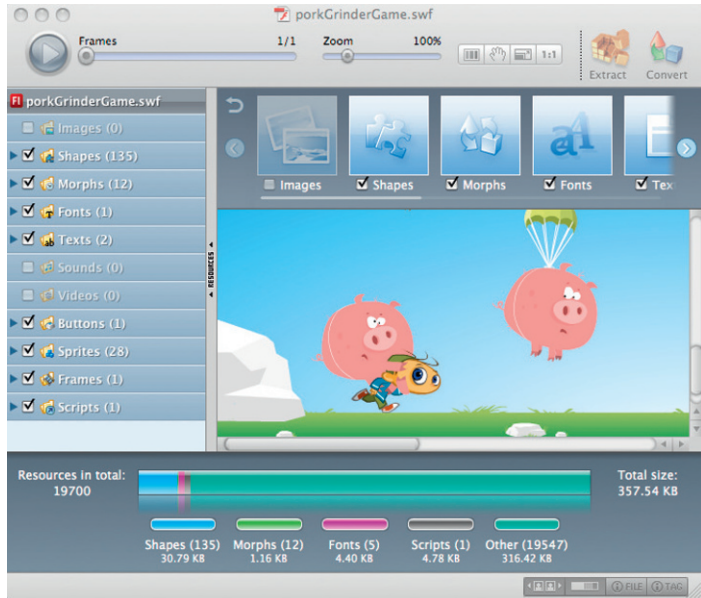 porkGrinderGame.swf
Frames 1/1 Zoom 100%
1:1
Extract Convert
Fl porkGrinderGame.swf
Images (0)
Shapes (135)
Morphs (12)
Fonts (1)
Texts (2)
Sounds (0)
Videos (0)
Buttons (1)
Sprites (28)
Frames (1)
Scripts (1)
RESOURCES
Images Shapes Morphs Fonts Tex
Resources in total:
19700
Total size:
357.54 KB
Shapes (135) Morphs (12) Fonts (5) Scripts (1) Other (19547)
30.79 KB 1.16 KB 4.40 KB 4.78 KB 316.42 KB
FILE TAG